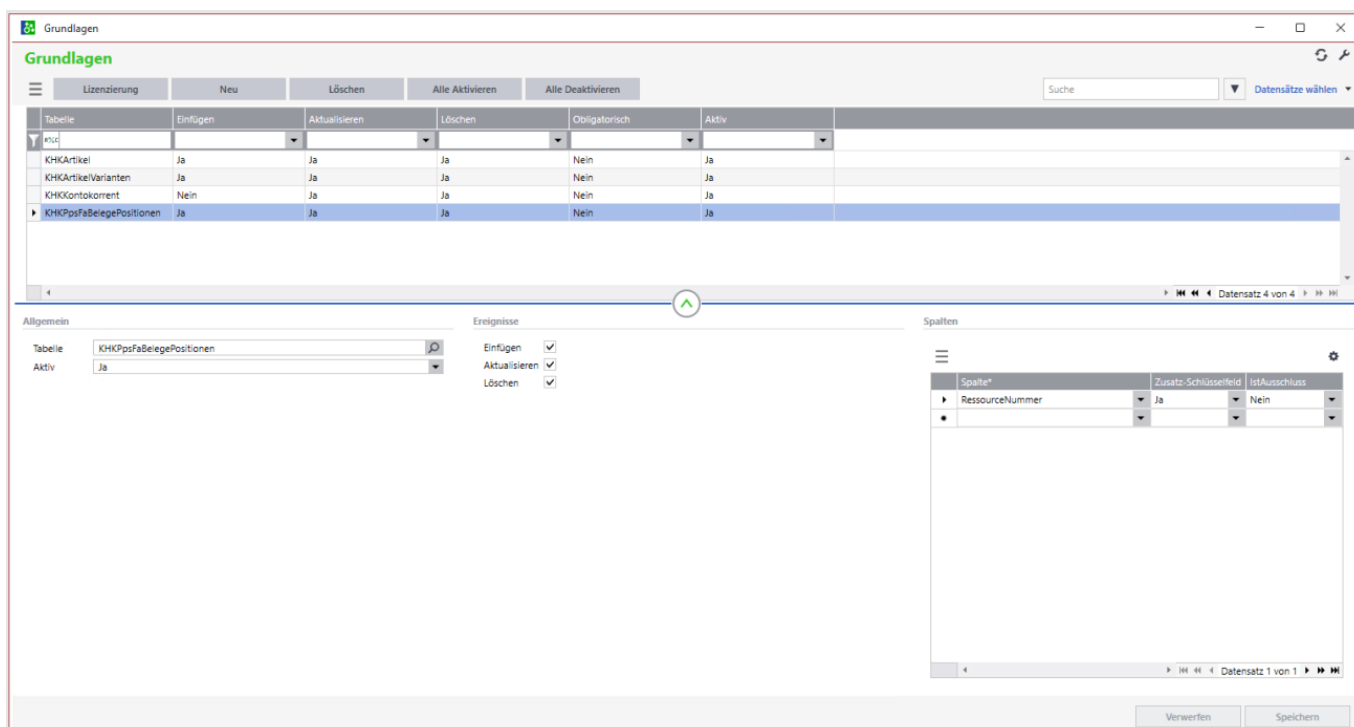 Grundlagen
Grundlagen
Lizenzierung Neu Löschen Alle Aktivieren Alle Deaktivieren Suche Datensätze wählen
Tabelle Einfügen Aktualisieren Löschen Obligatorisch Aktiv
KHKArtikel Ja Ja Ja Nein Ja
KHKArtikelVarianten Ja Ja Ja Nein Ja
KHKKontokorrent Nein Ja Ja Nein Ja
KHKPpsFaBelegePositionen Ja Ja Ja Nein Ja
Datensatz 4 von 4
Allgemein Ereignisse Spalten
Tabelle KHKPpsFaBelegePositionen
Aktiv Ja
Einfügen
Aktualisieren
Löschen
Spalte* Zusatz-Schlüsselfeld IstAusschluss
RessourceNummer Ja Nein
Datensatz 1 von 1
Verwerfen Speichern